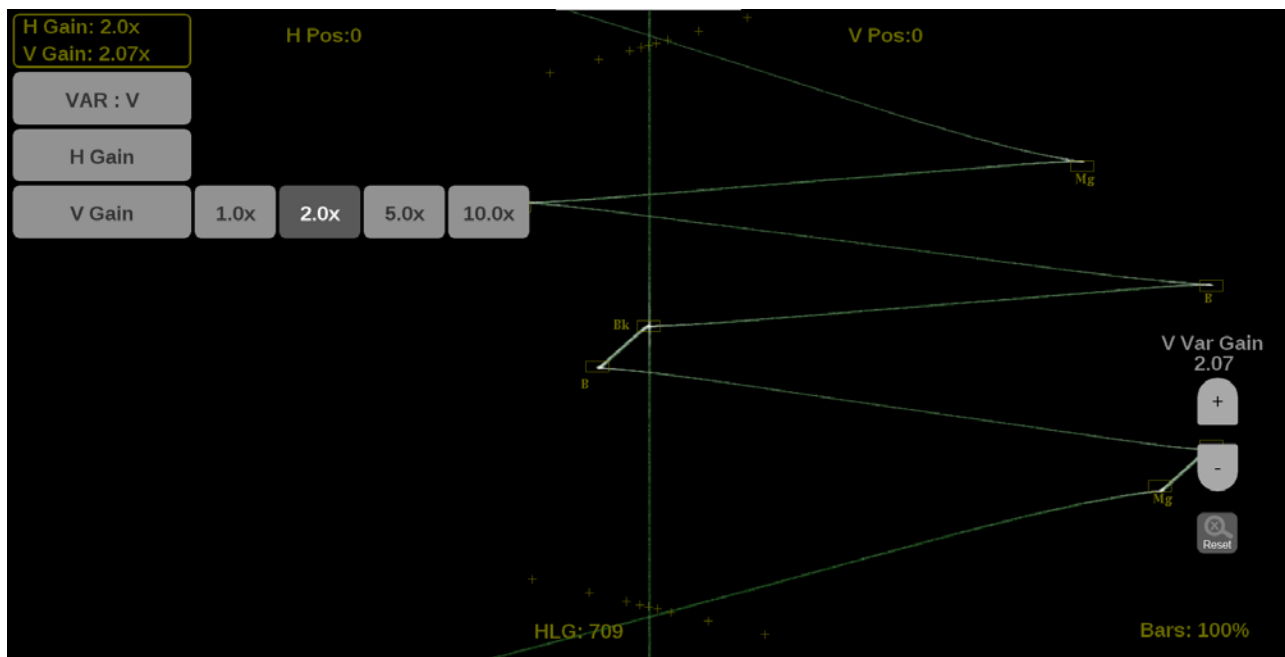 H Gain: 2.0x
V Gain: 2.07x
H Pos:0
V Pos:0
VAR : V
H Gain
V Gain
1.0x
2.0x
5.0x
10.0x
Mg
B
Bk
B
V Var Gain
2.07
+
-
Mg
Reset
HLG: 709
Bars: 100%